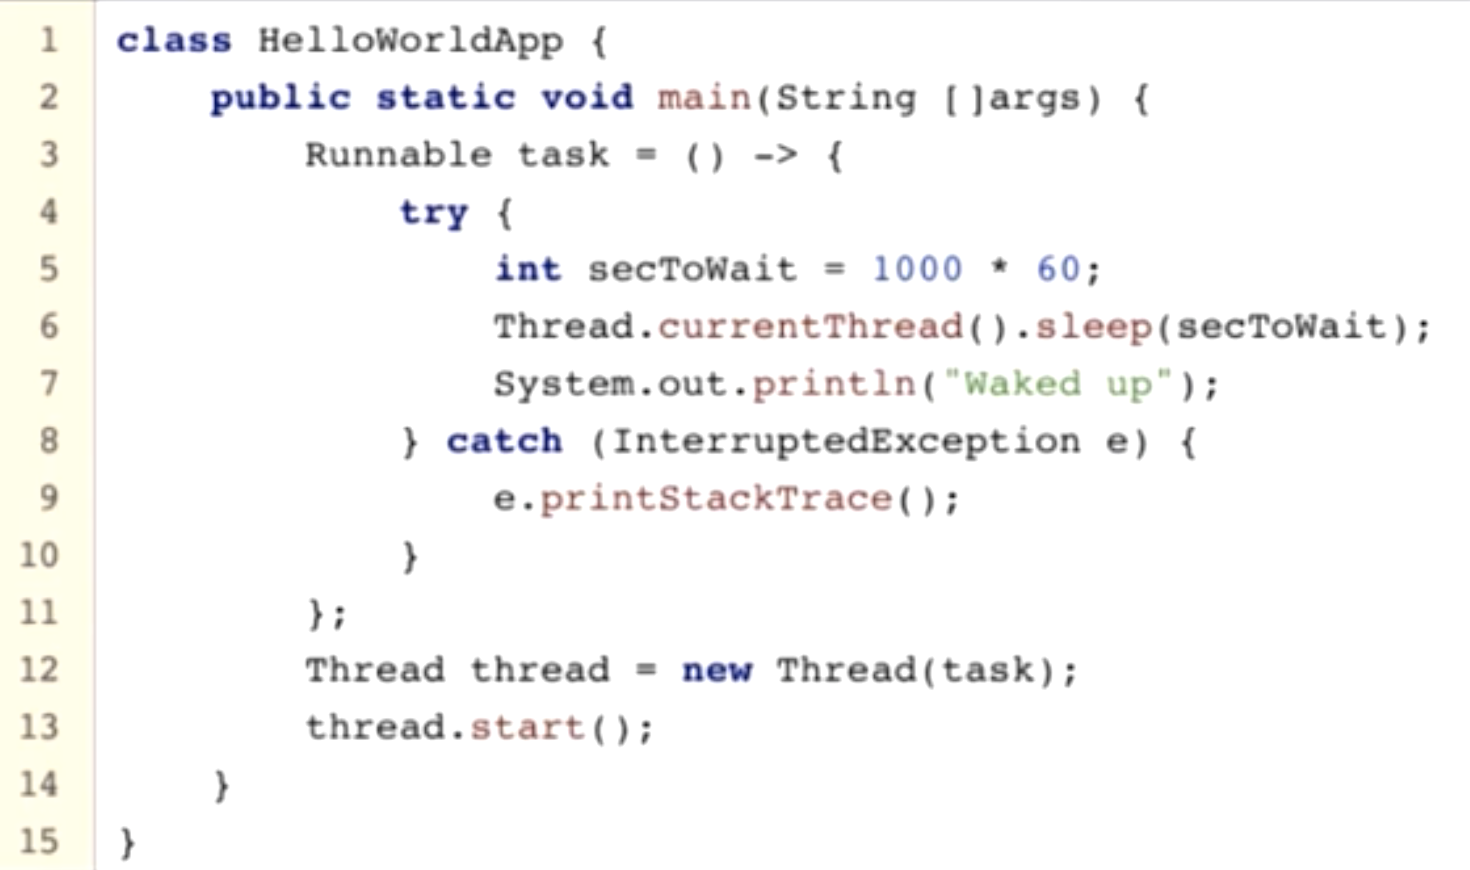 1 class HelloWorldApp {
2 public static void main(String []args) {
3 Runnable task = () -> {
4 try {
5 int secToWait = 1000 * 60;
6 Thread.currentThread().sleep(secToWait);
7 System.out.println("Waked up");
8 } catch (InterruptedException e) {
9 e.printStackTrace();
10 }
11 };
12 Thread thread = new Thread(task);
13 thread.start();
14 }
15 }